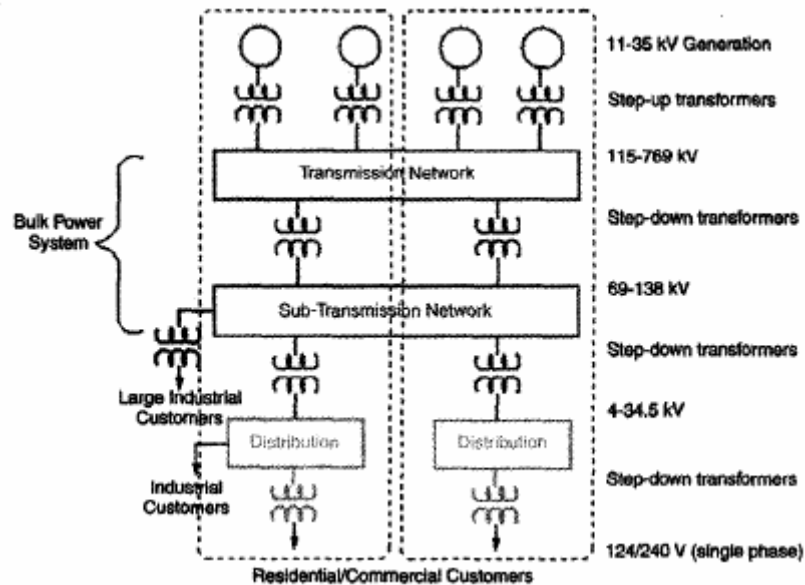 11-35 kV Generation
Step-up transformers
115-769 kV
Transmission Network
Bulk Power
System
Step-down transformers
69-138 kV
Sub-Transmission Network
Step-down transformers
Large Industrial
Customers
4-34.5 kV
Distribution
Distribution
Industrial
Customers
Step-down transformers
124/240 V (single phase)
Residential/Commercial Customers